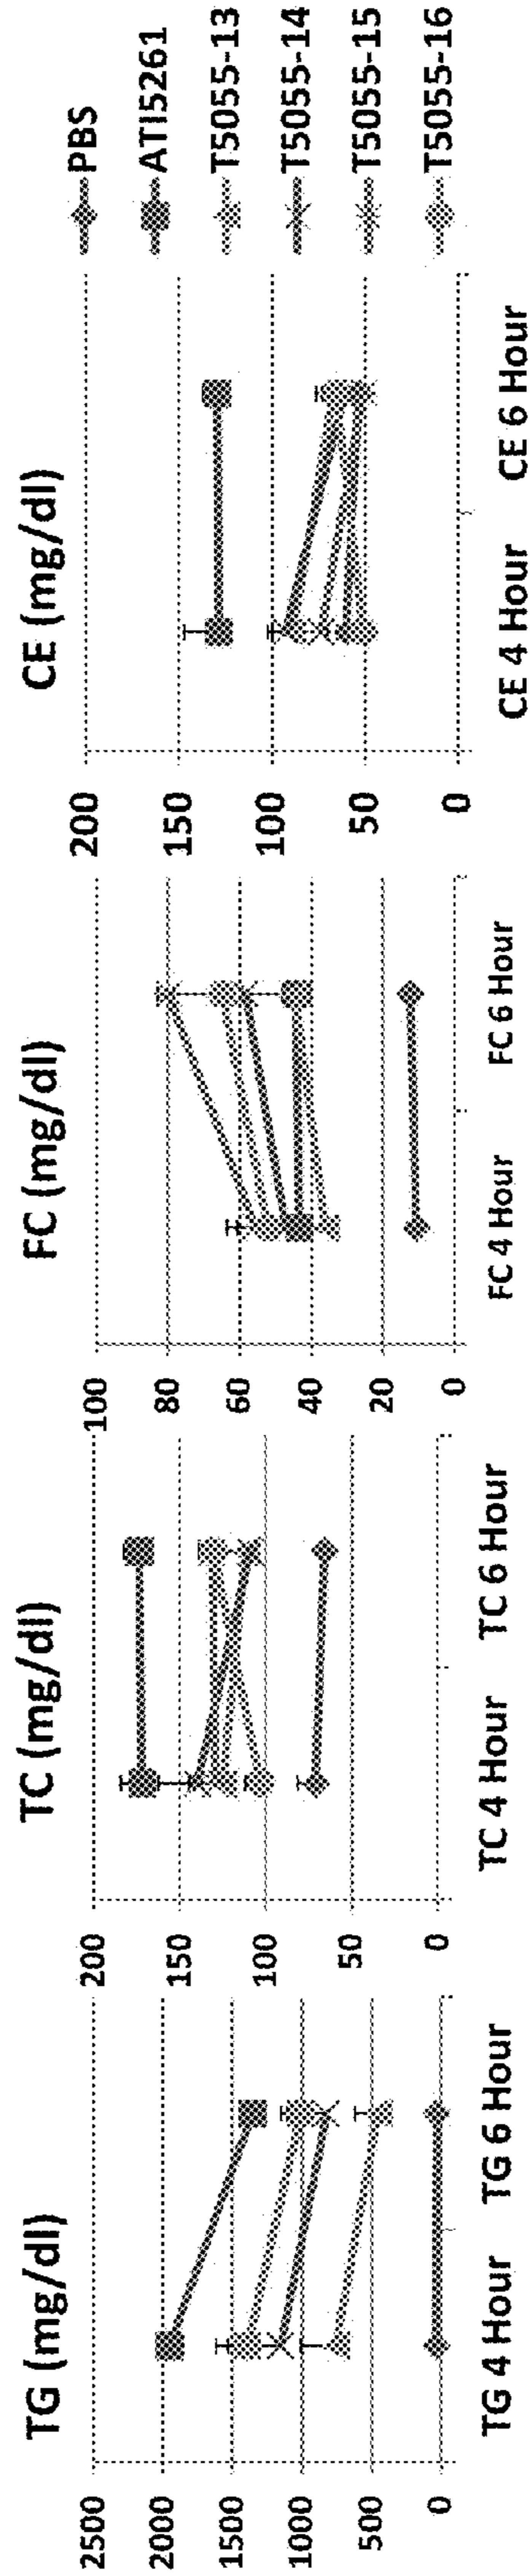 TG (mg/dl)
2500
2000
1500
1000
500
0
TG 4 Hour TG 6 Hour
TC (mg/dl)
200
150
100
50
0
TC 4 Hour TC 6 Hour
FC (mg/dl)
100
80
60
40
20
0
FC 4 Hour FC 6 Hour
CE (mg/dl)
200
150
100
50
0
CE 4 Hour CE 6 Hour
PBS
ATI5261
T5055-13
T5055-14
T5055-15
T5055-16